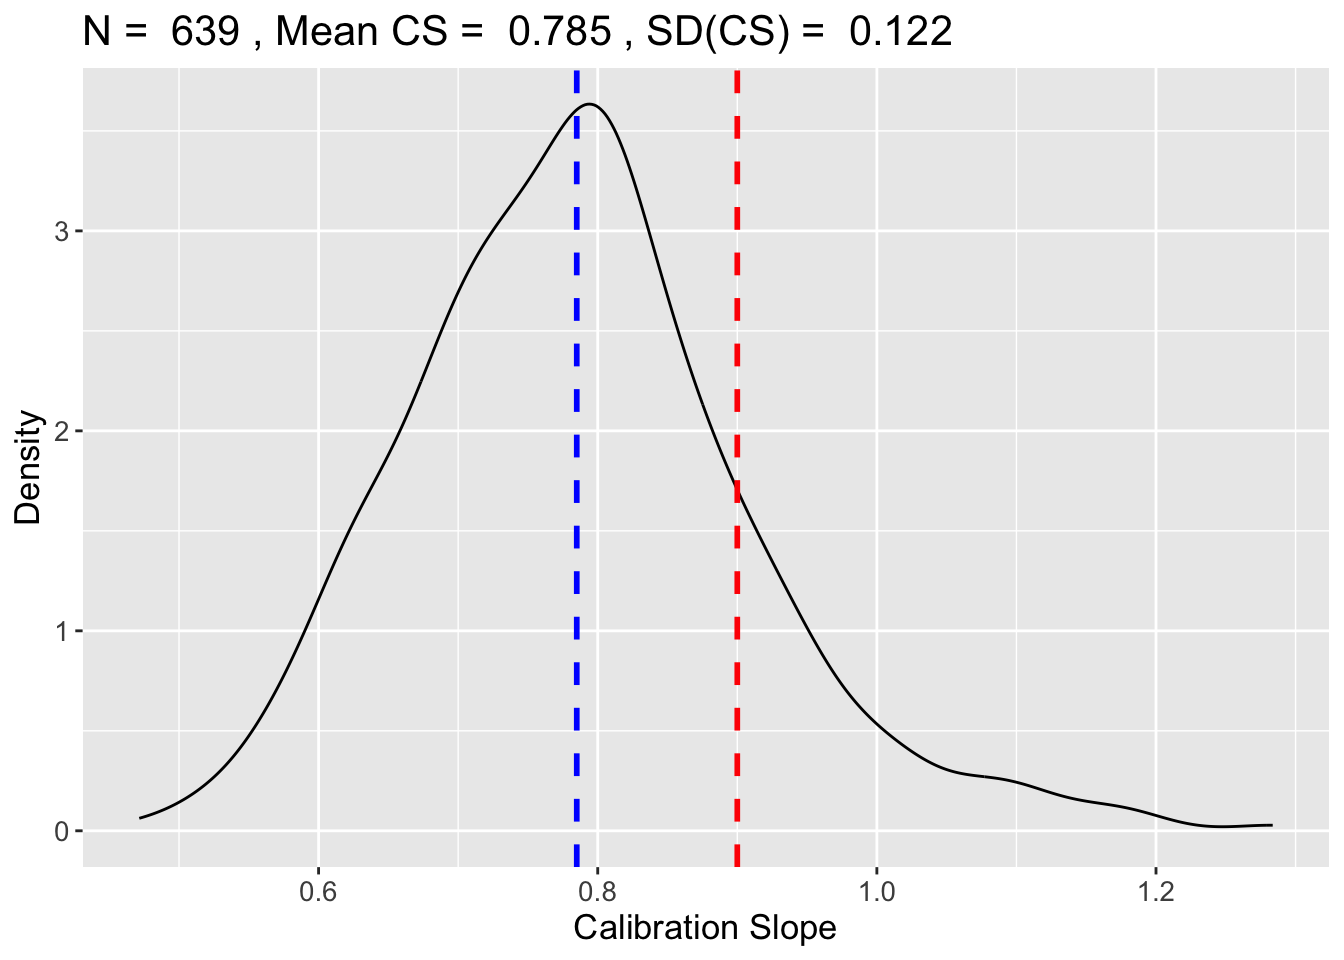 N =  639 , Mean CS =  0.785 , SD(CS) =  0.122
Density
3
2
1
0
0.6 0.8 1.0 1.2
Calibration Slope